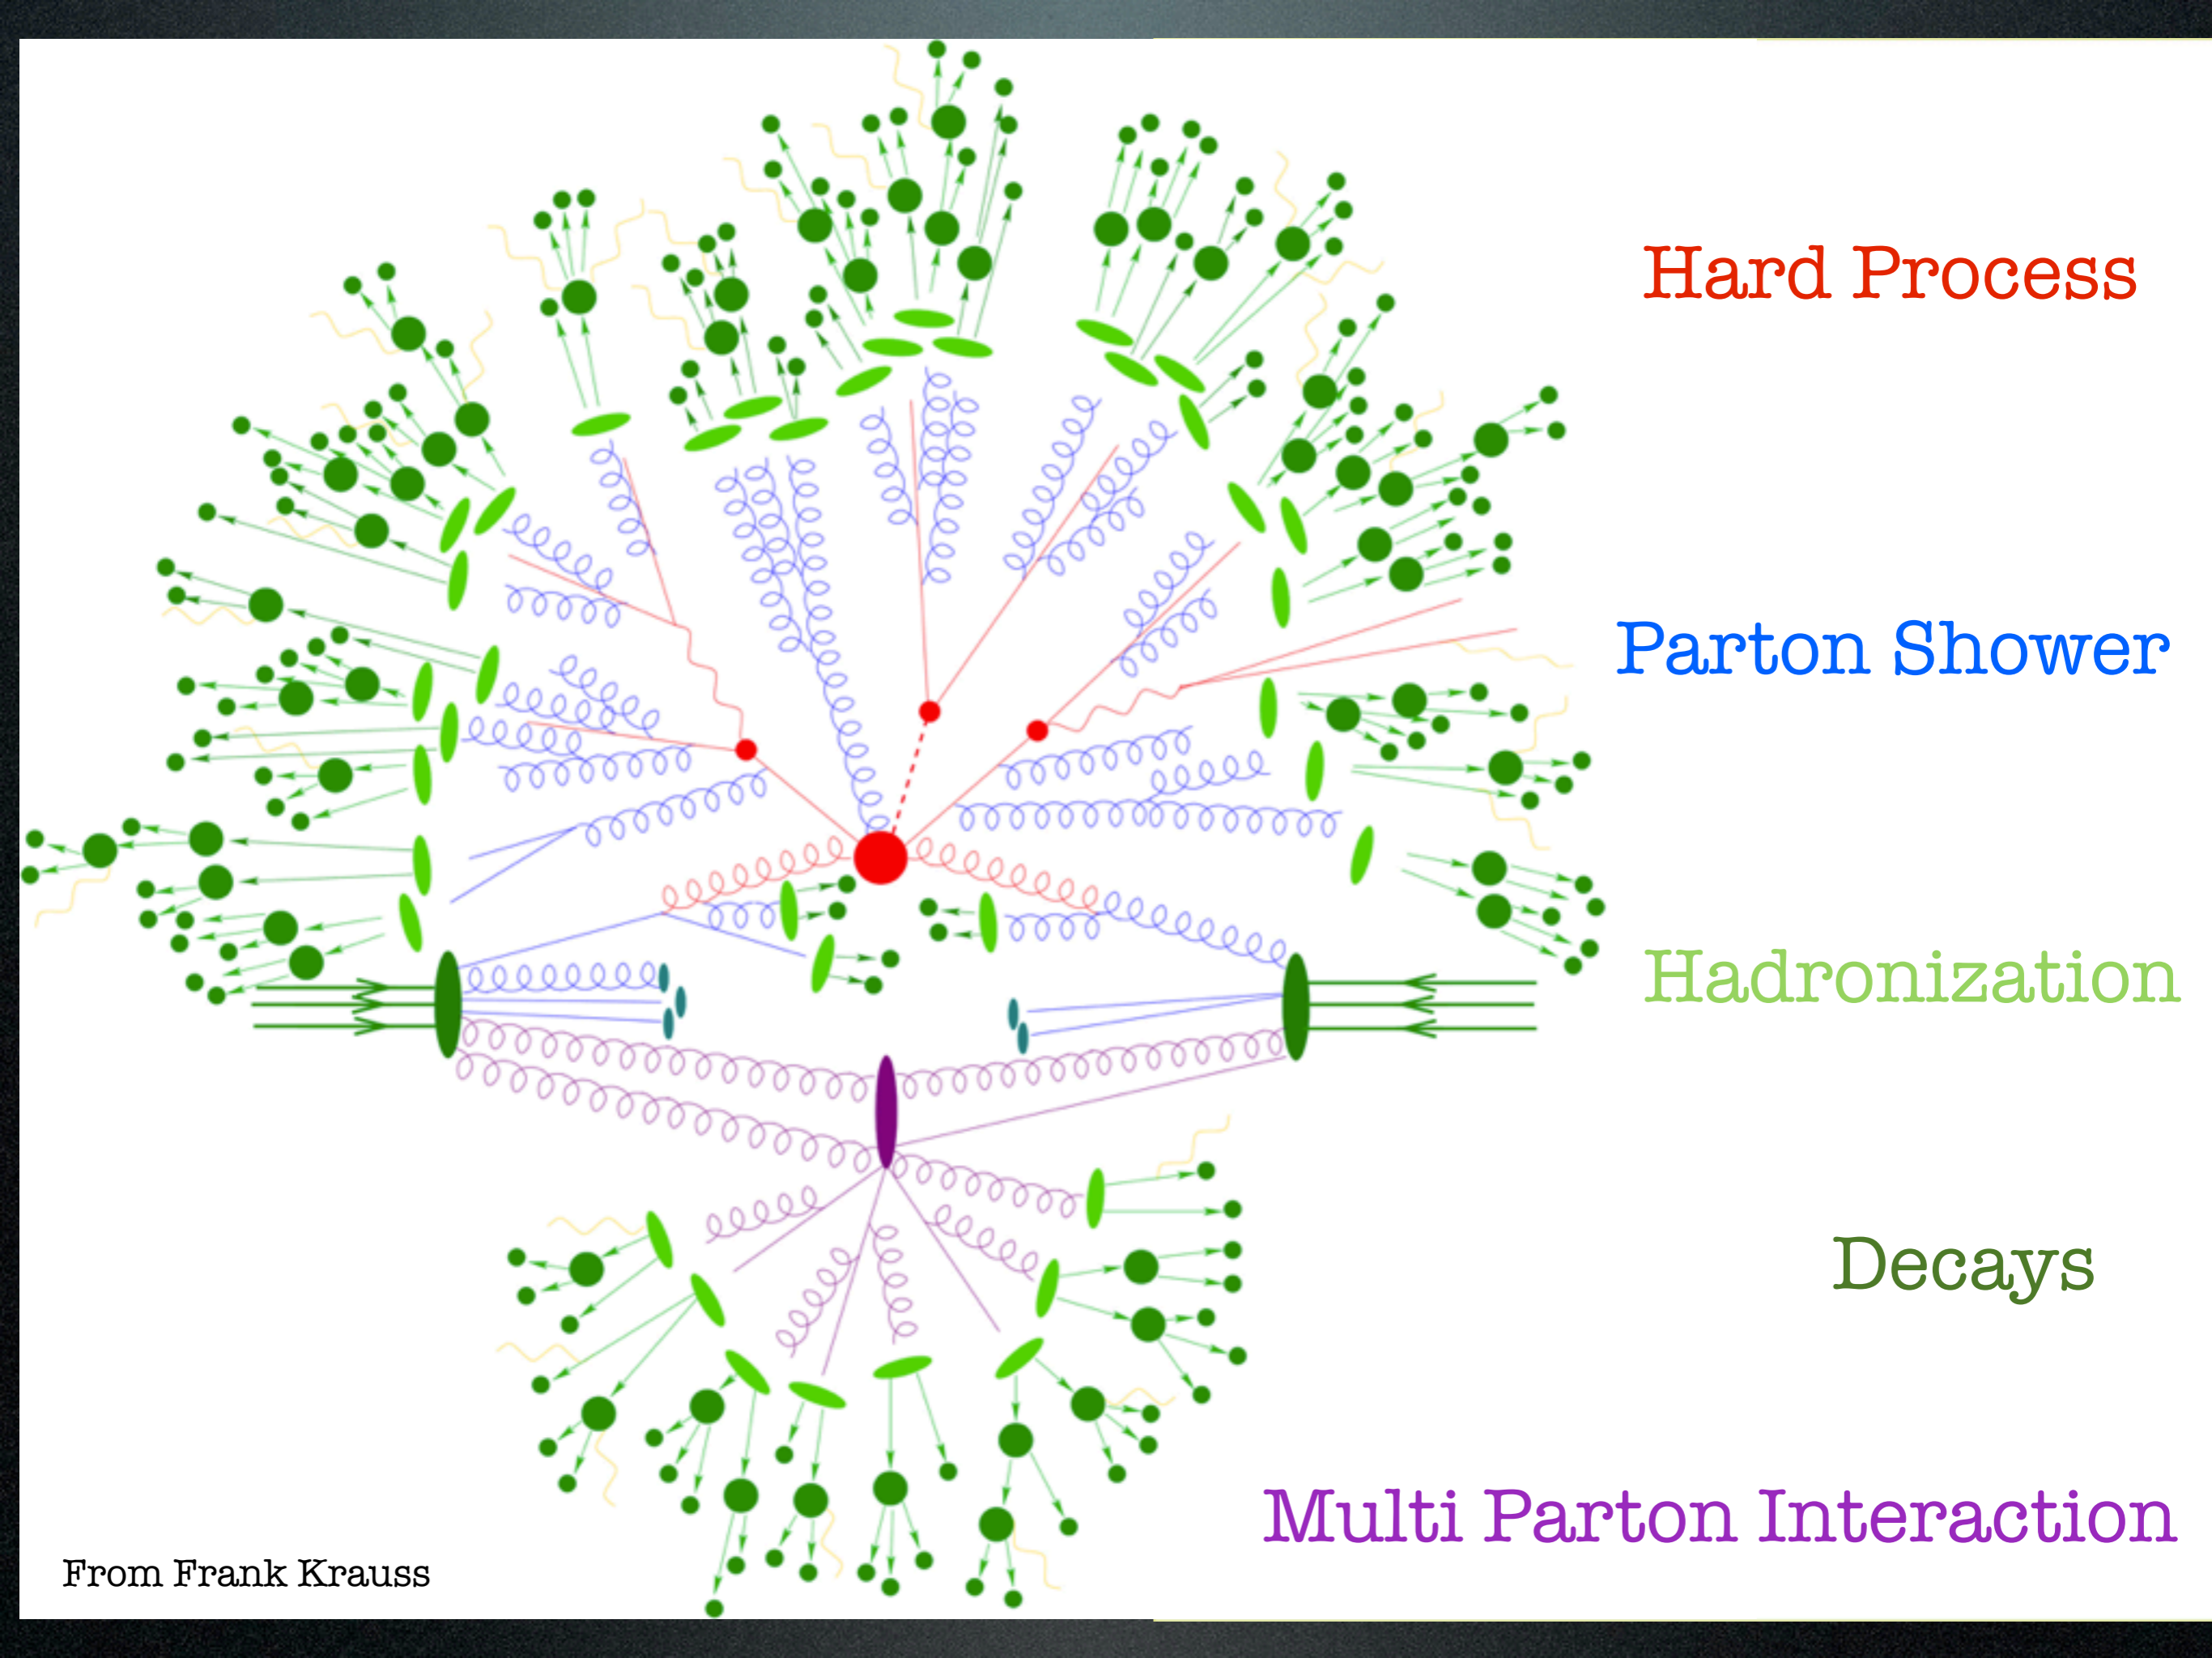 Hard Process
Parton Shower
Hadronization
Decays
Multi Parton Interaction
From Frank Krauss